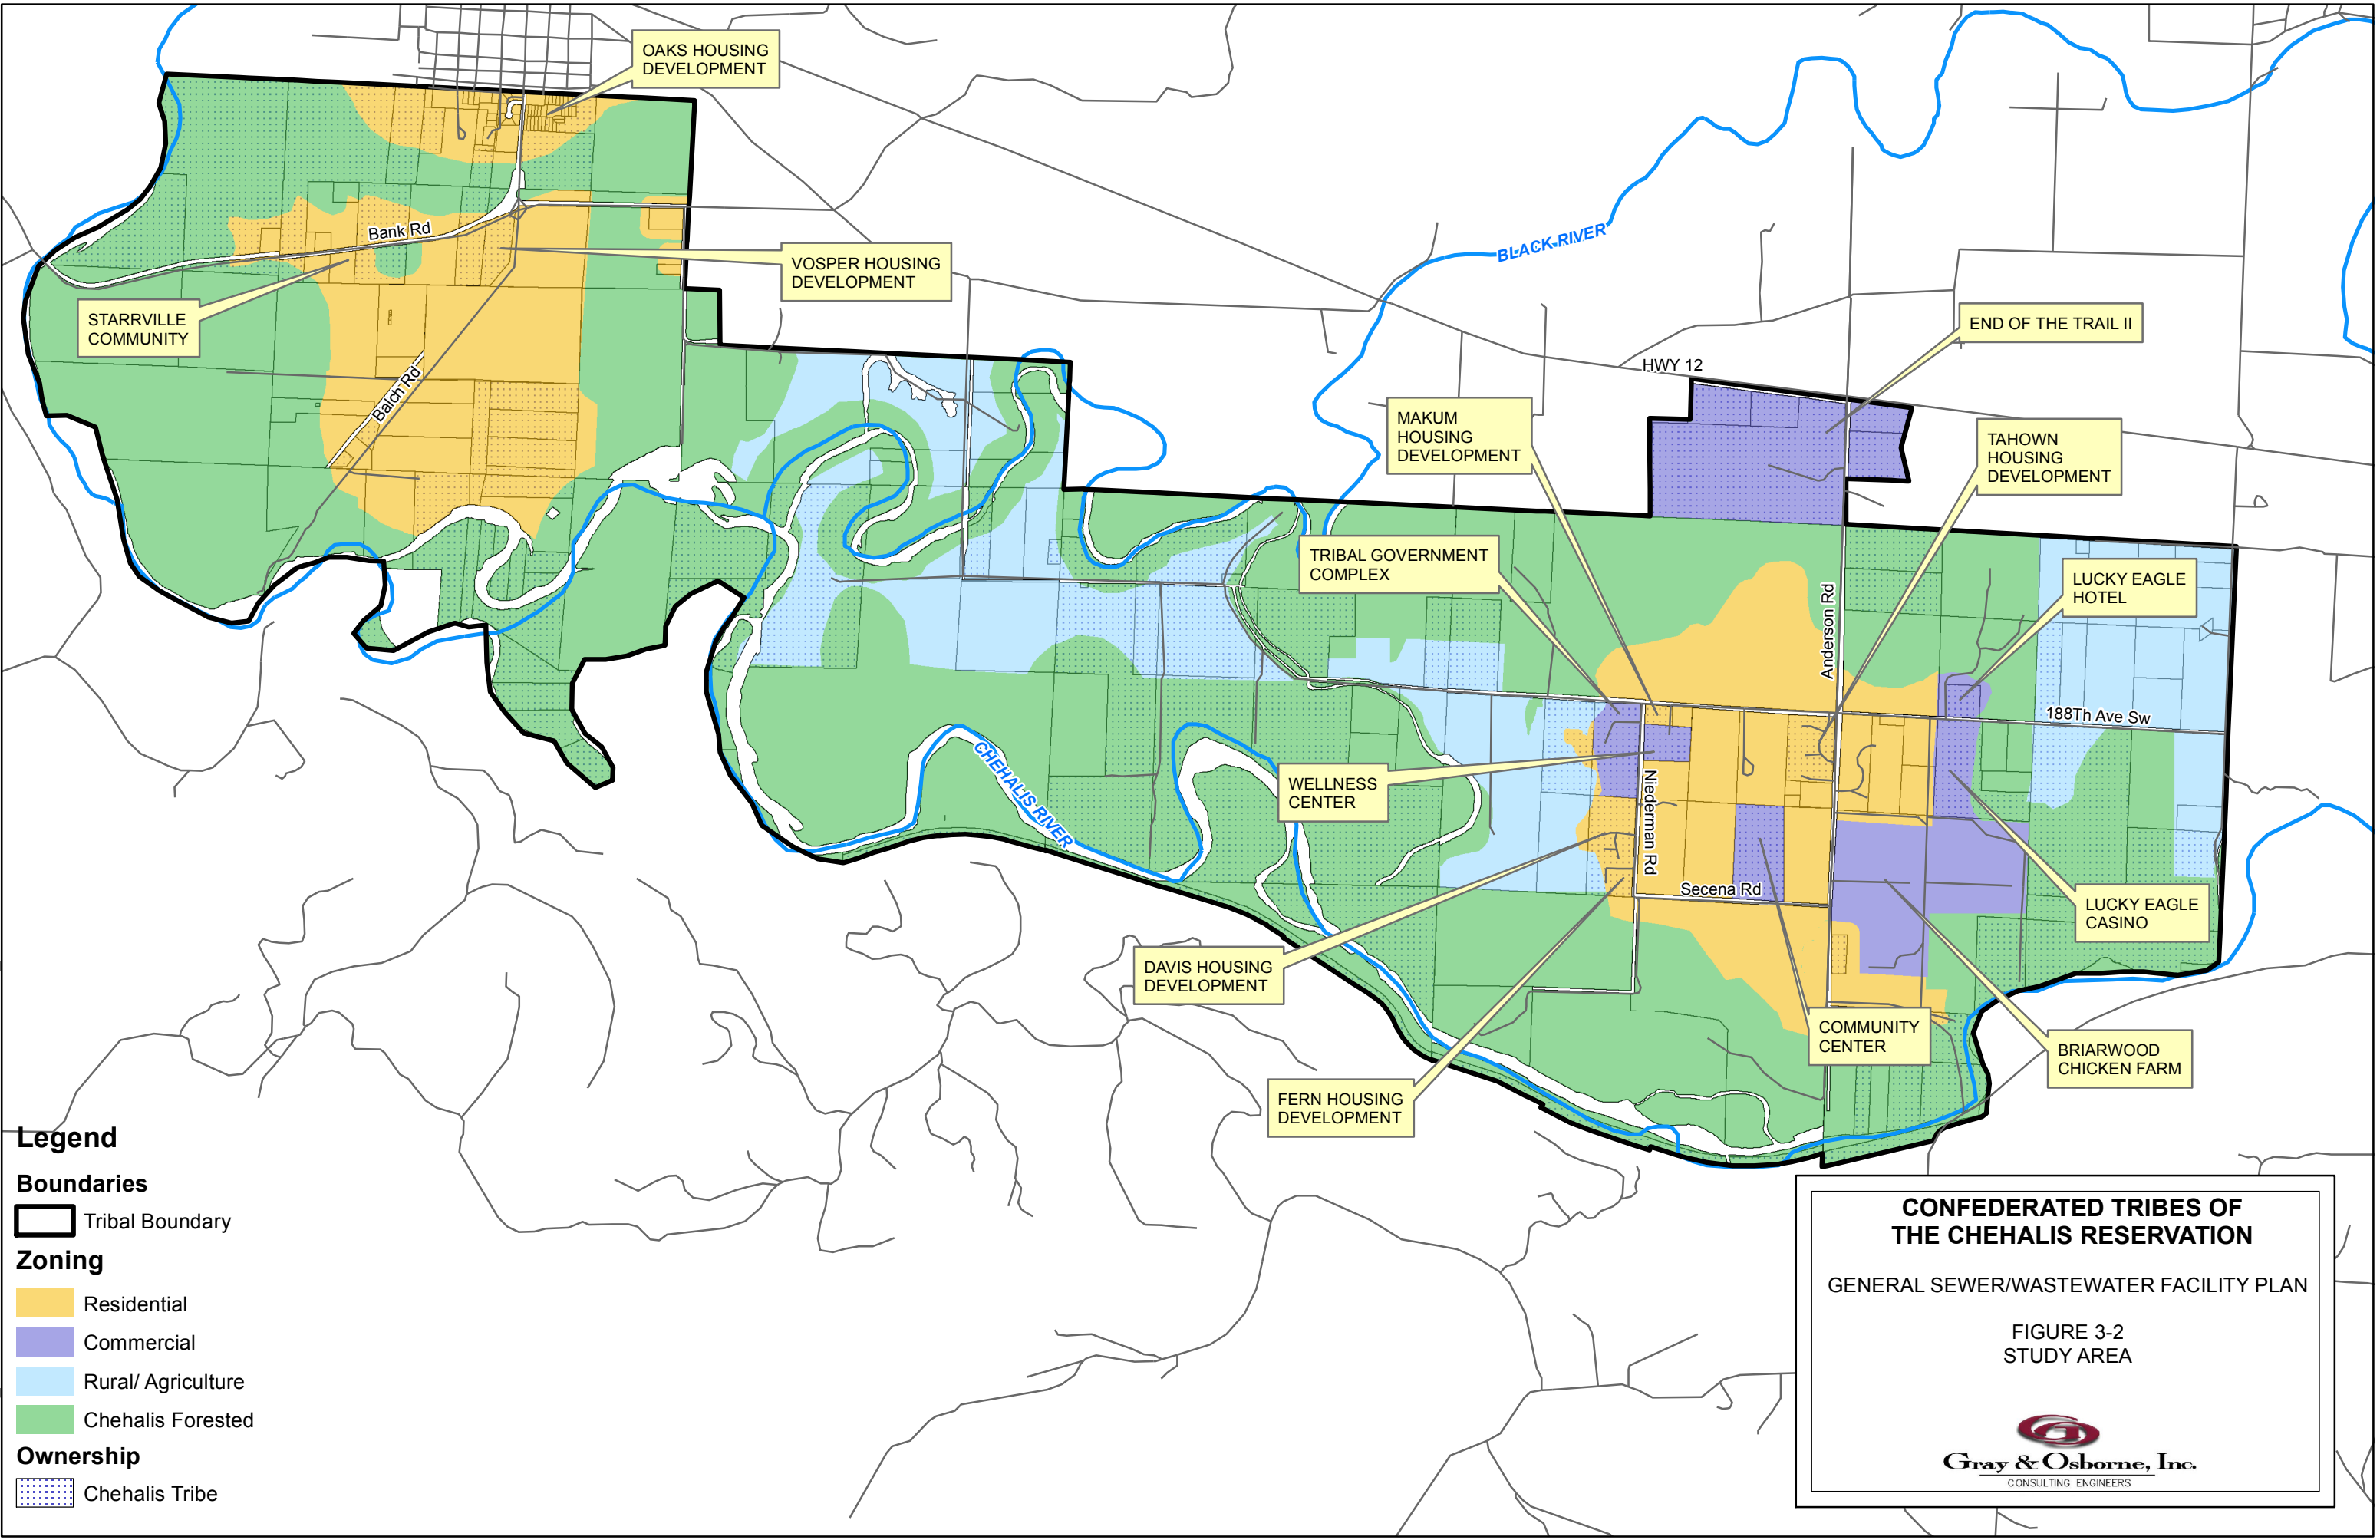 OAKS HOUSING
DEVELOPMENT
Bank Rd
VOSPER HOUSING
DEVELOPMENT
STARRVILLE
COMMUNITY
Balch Rd
BLACK RIVER
END OF THE TRAIL II
HWY 12
MAKUM
HOUSING
DEVELOPMENT
TAHOWN
HOUSING
DEVELOPMENT
TRIBAL GOVERNMENT
COMPLEX
LUCKY EAGLE
HOTEL
Anderson Rd
188Th Ave Sw
CHEHALIS RIVER
WELLNESS
CENTER
Niederman Rd
Secena Rd
LUCKY EAGLE
CASINO
DAVIS HOUSING
DEVELOPMENT
COMMUNITY
CENTER
BRIARWOOD
CHICKEN FARM
FERN HOUSING
DEVELOPMENT
Legend
Boundaries
Tribal Boundary
Zoning
Residential
Commercial
Rural/ Agriculture
Chehalis Forested
Ownership
Chehalis Tribe
CONFEDERATED TRIBES OF
THE CHEHALIS RESERVATION
GENERAL SEWER/WASTEWATER FACILITY PLAN
FIGURE 3-2
STUDY AREA
Gray & Osborne, Inc.
CONSULTING ENGINEERS